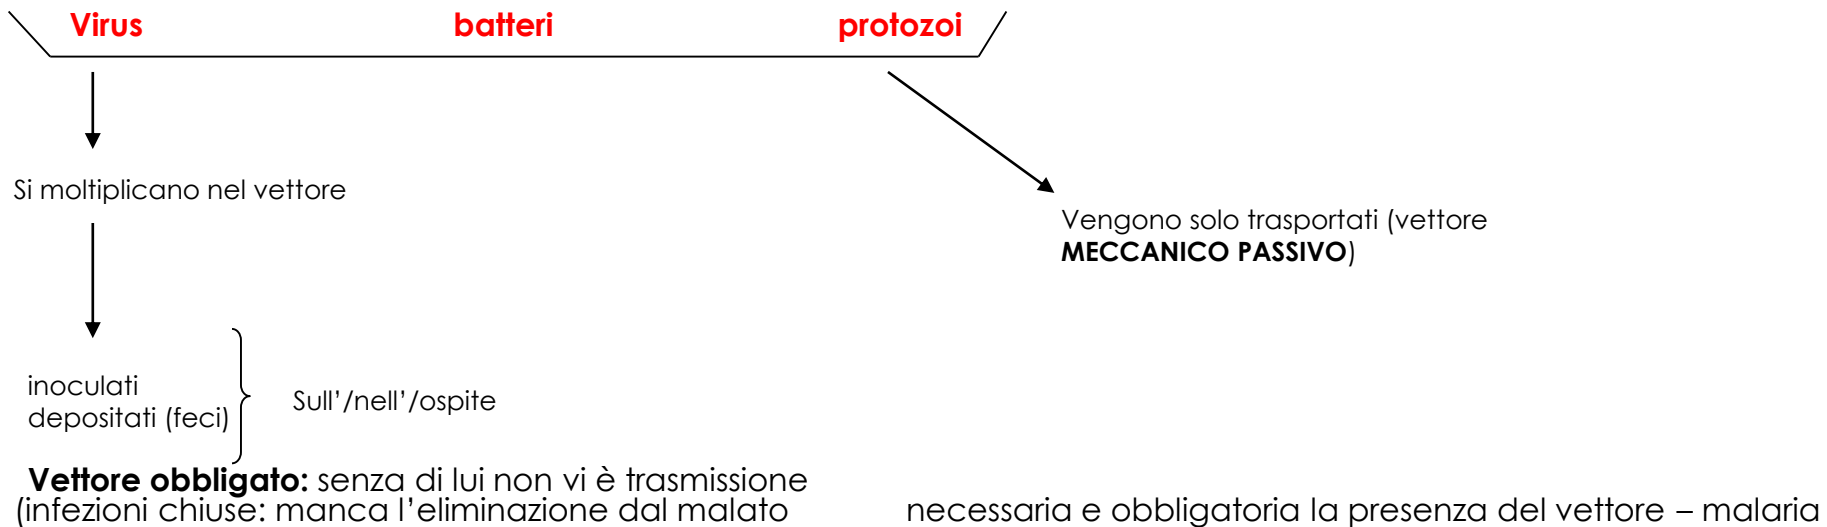 Virus batteri protozoi
Si moltiplicano nel vettore
Vengono solo trasportati (vettore
MECCANICO PASSIVO)
inoculati
depositati (feci)
Sull’/nell’/ospite
Vettore obbligato: senza di lui non vi è trasmissione
(infezioni chiuse: manca l’eliminazione dal malato necessaria e obbligatoria la presenza del vettore – malaria